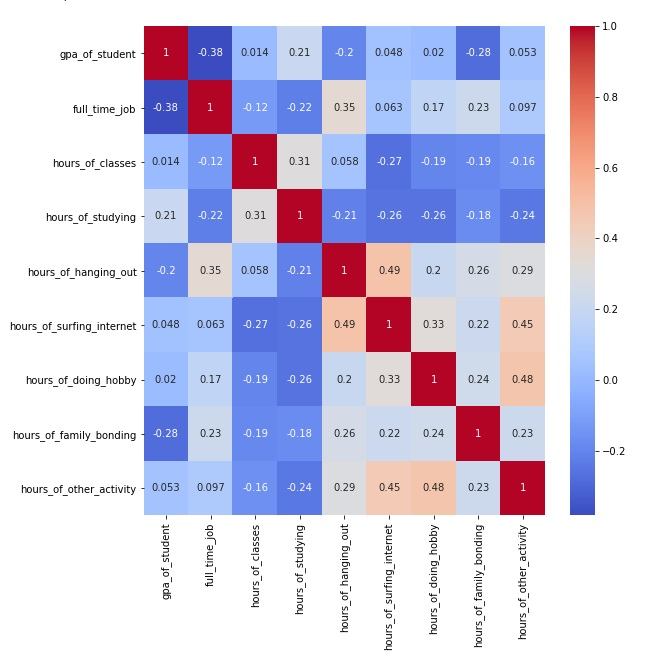 gpa_of_student 1 -0.38 0.014 0.21 -0.2 0.048 0.02 -0.28 0.053
full_time_job -0.38 1 -0.12 -0.22 0.35 0.063 0.17 0.23 0.097
hours_of_classes 0.014 -0.12 1 0.31 0.058 -0.27 -0.19 -0.19 -0.16
hours_of_studying 0.21 -0.22 0.31 1 -0.21 -0.26 -0.26 -0.18 -0.24
hours_of_hanging_out -0.2 0.35 0.058 -0.21 1 0.49 0.2 0.26 0.29
hours_of_surfing_internet 0.048 0.063 -0.27 -0.26 0.49 1 0.33 0.22 0.45
hours_of_doing_hobby 0.02 0.17 -0.19 -0.26 0.2 0.33 1 0.24 0.48
hours_of_family_bonding -0.28 0.23 -0.19 -0.18 0.26 0.22 0.24 1 0.23
hours_of_other_activity 0.053 0.097 -0.16 -0.24 0.29 0.45 0.48 0.23 1
gpa_of_student
full_time_job
hours_of_classes
hours_of_studying
hours_of_hanging_out
hours_of_surfing_internet
hours_of_doing_hobby
hours_of_family_bonding
hours_of_other_activity
1.0
0.8
0.6
0.4
0.2
0.0
−0.2